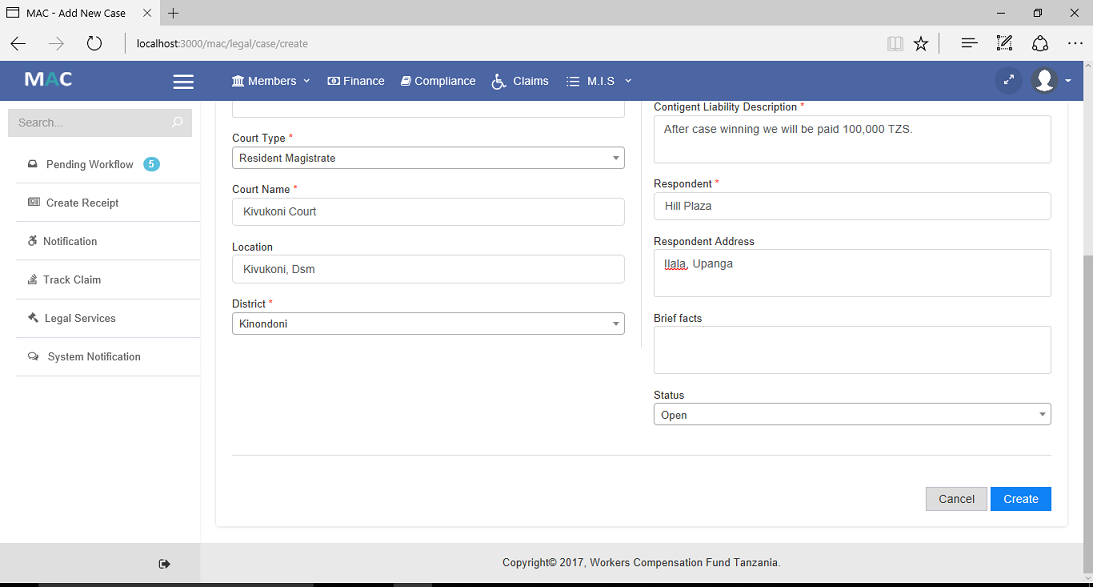 MAC - Add New Case
localhost:3000/mac/legal/case/create
MAC
Members
Finance
Compliance
Claims
M.I.S
Search...
Pending Workflow 5
Create Receipt
Notification
Track Claim
Legal Services
System Notification
Court Type *
Resident Magistrate
Court Name *
Kivukoni Court
Location
Kivukoni, Dsm
District *
Kinondoni
Contigent Liability Description *
After case winning we will be paid 100,000 TZS.
Respondent *
Hill Plaza
Respondent Address
Ilala, Upanga
Brief facts
Status
Open
Cancel
Create
Copyright© 2017, Workers Compensation Fund Tanzania.